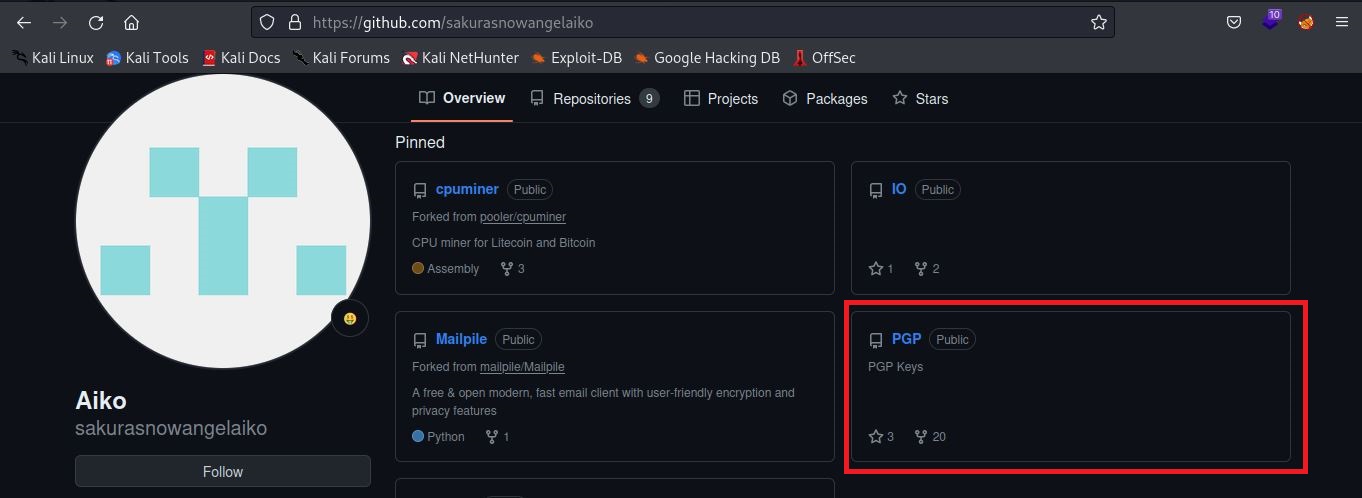 https://github.com/sakurasnowangelaiko
10
Kali Linux Kali Tools Kali Docs Kali Forums Kali NetHunter Exploit-DB Google Hacking DB OffSec
Overview Repositories 9 Projects Packages Stars
Pinned
cpuminer Public
Forked from pooler/cpuminer
CPU miner for Litecoin and Bitcoin
Assembly 3
IO Public
1 2
Mailpile Public
Forked from mailpile/Mailpile
A free & open modern, fast email client with user-friendly encryption and
privacy features
Python 1
PGP Public
PGP Keys
3 20
Aiko
sakurasnowangelaiko
Follow